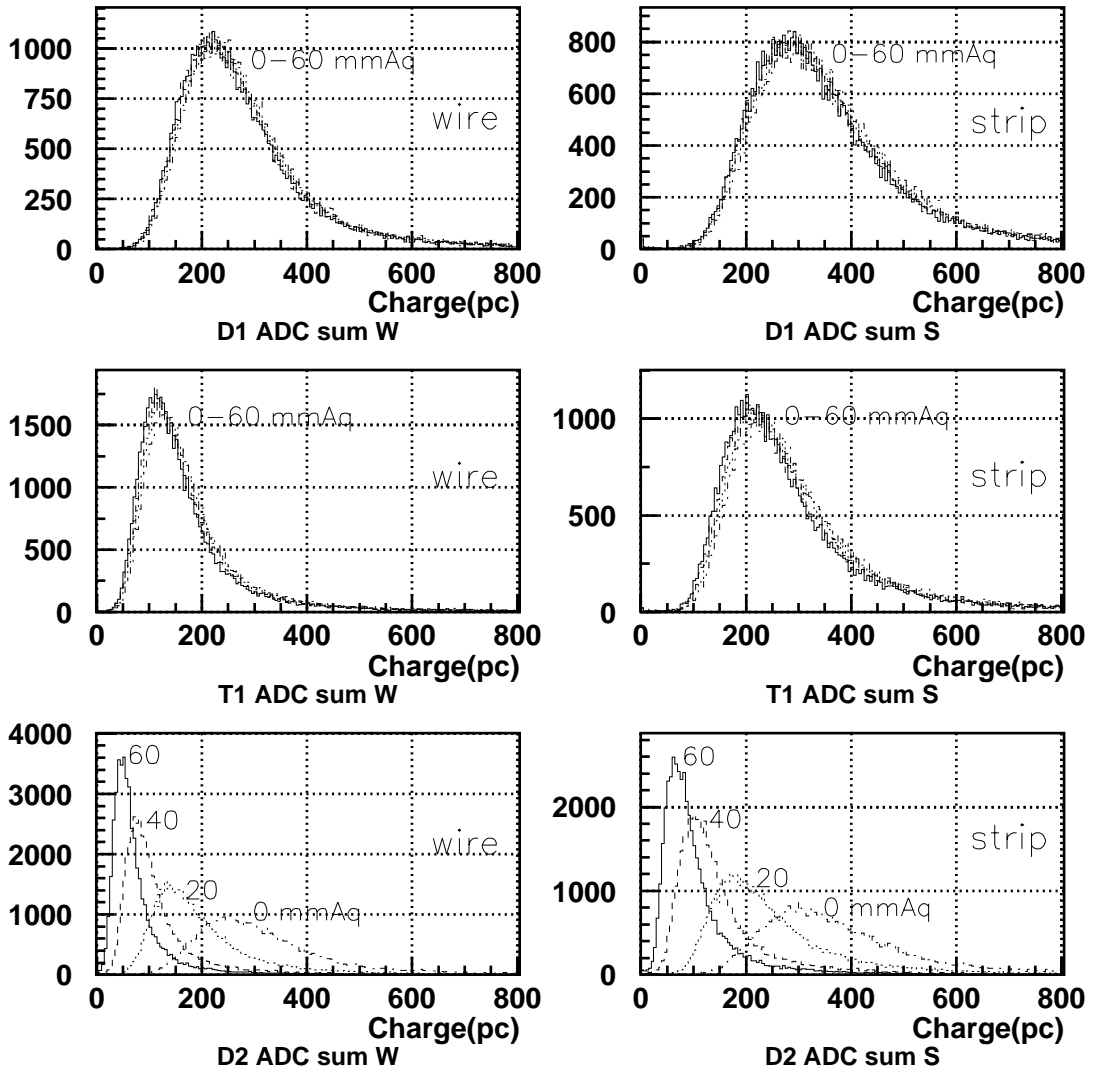 1000
0–60 mmAq
750
wire
500
250
0
0 200 400 600 800
Charge(pc)
D1 ADC sum W
800
0–60 mmAq
600
strip
400
200
0
0 200 400 600 800
Charge(pc)
D1 ADC sum S
1500
0–60 mmAq
wire
1000
500
0
0 200 400 600 800
Charge(pc)
T1 ADC sum W
1000
0–60 mmAq
strip
500
0
0 200 400 600 800
Charge(pc)
T1 ADC sum S
4000
60
3000
40
wire
2000
20
1000
0 mmAq
0
0 200 400 600 800
Charge(pc)
D2 ADC sum W
60
2000
40
strip
20
1000
0 mmAq
0
0 200 400 600 800
Charge(pc)
D2 ADC sum S